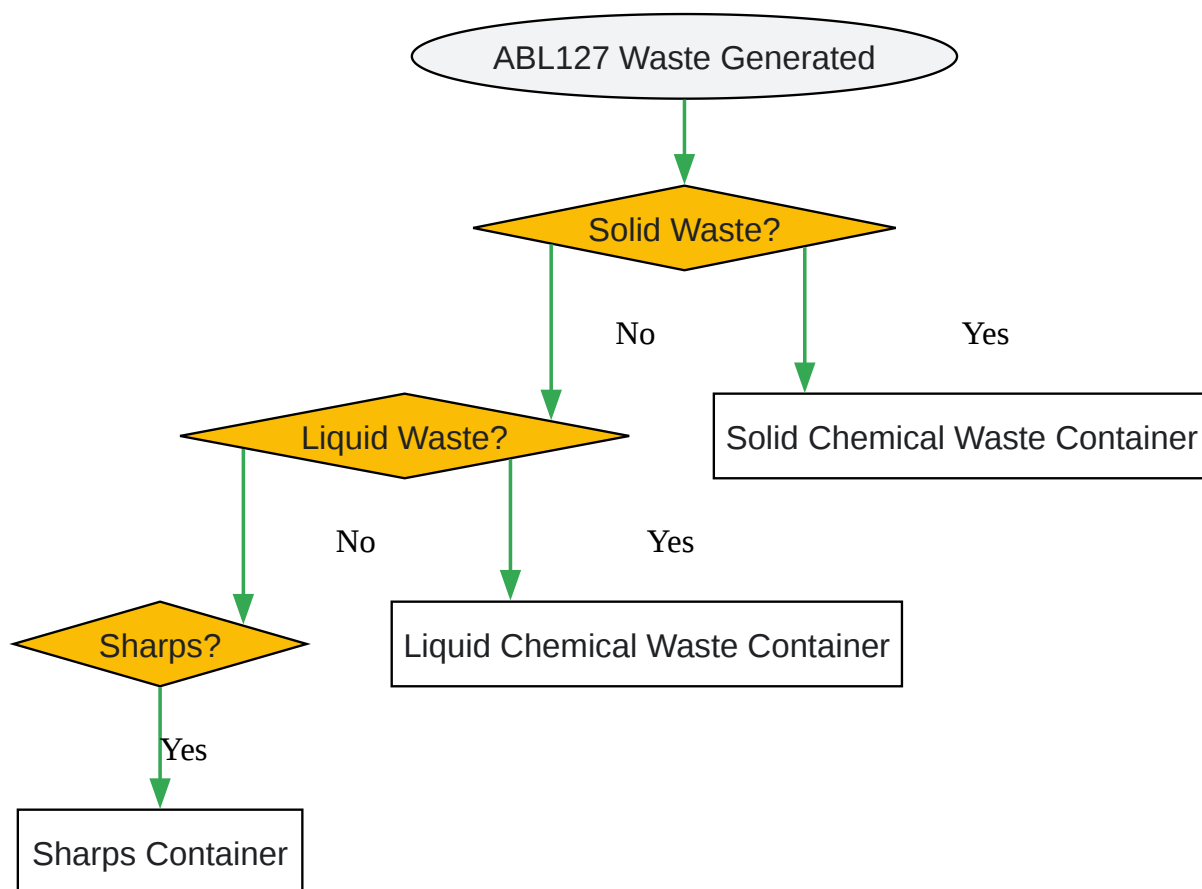 ABL127 Waste Generated
Solid Waste?
No
Yes
Liquid Waste?
Solid Chemical Waste Container
No
Yes
Sharps?
Liquid Chemical Waste Container
Yes
Sharps Container